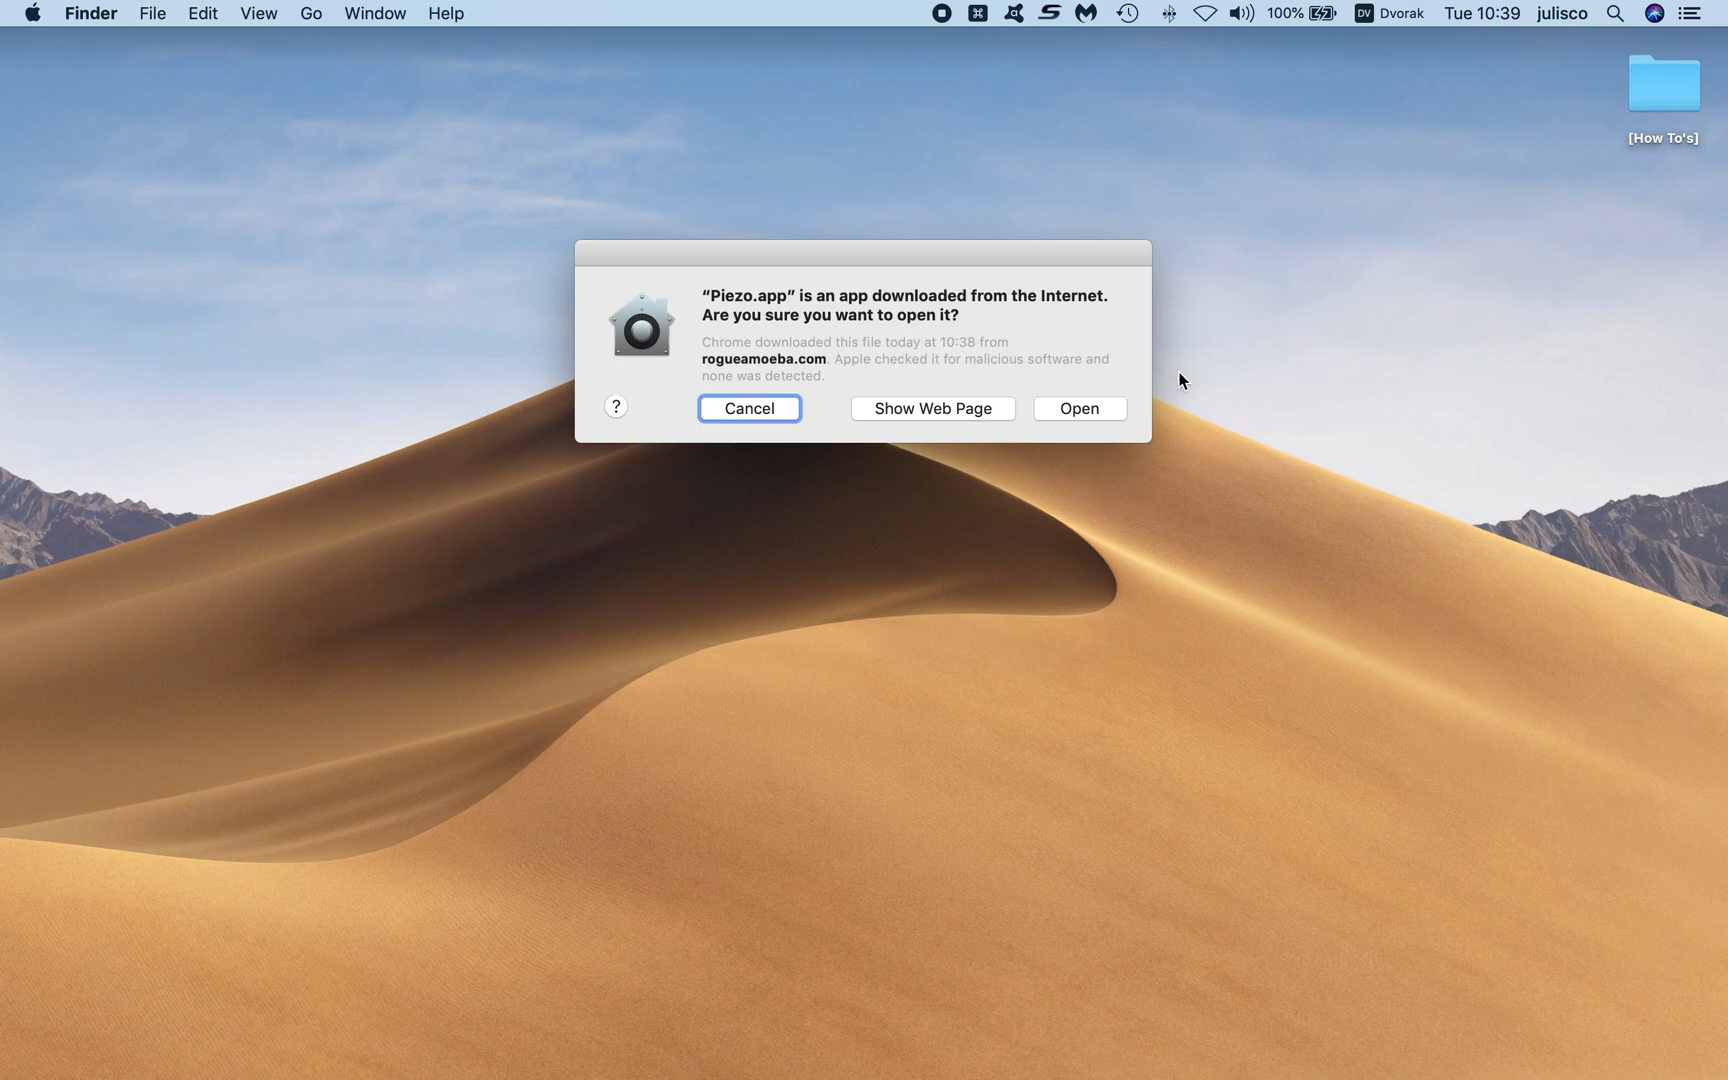 Finder File Edit View Go Window Help 100% DV Dvorak Tue 10:39 julisco
[How To's]
“Piezo.app” is an app downloaded from the Internet.
Are you sure you want to open it?
Chrome downloaded this file today at 10:38 from
rogueamoeba.com. Apple checked it for malicious software and
none was detected.
? Cancel Show Web Page Open